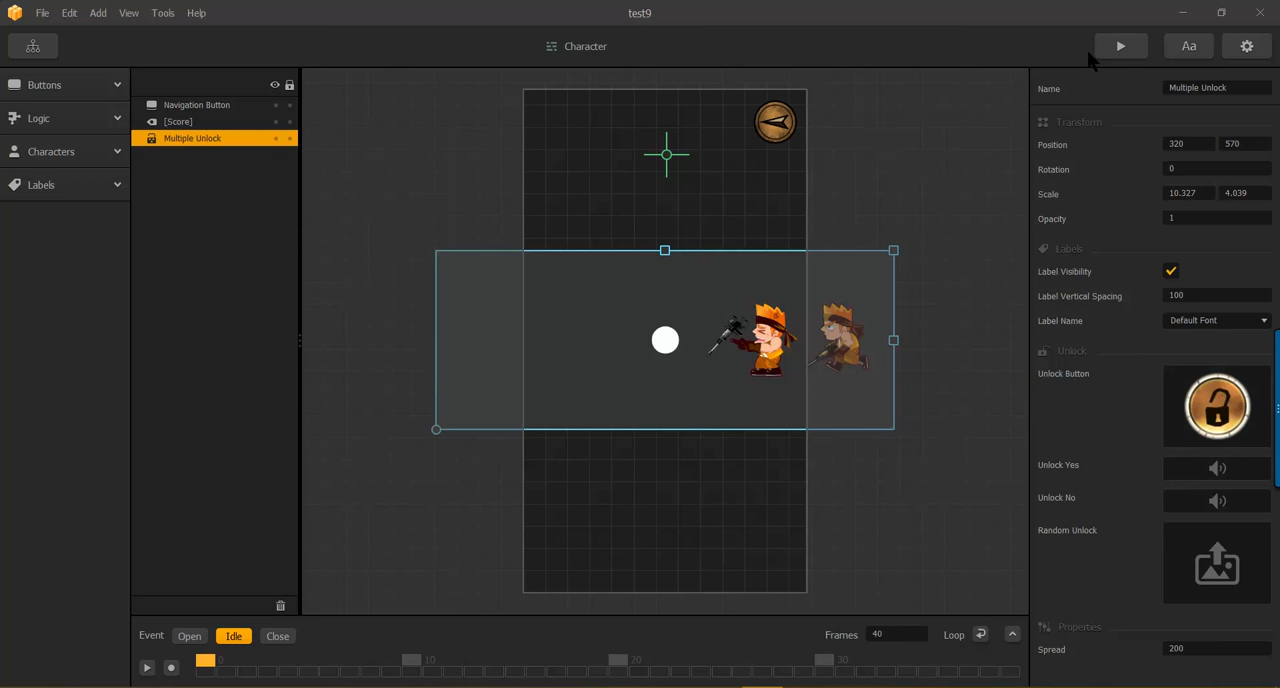 File Edit Add View Tools Help test9
Character Aa
Buttons
Logic
Characters
Labels
Navigation Button
[Score]
Multiple Unlock
Name Multiple Unlock
Transform
Position 320 570
Rotation 0
Scale 10.327 4.039
Opacity 1
Labels
Label Visibility
Label Vertical Spacing 100
Label Name Default Font
Unlock
Unlock Button
Unlock Yes
Unlock No
Random Unlock
Properties
Spread 200
Event Open Idle Close Frames 40 Loop
0 10 20 30